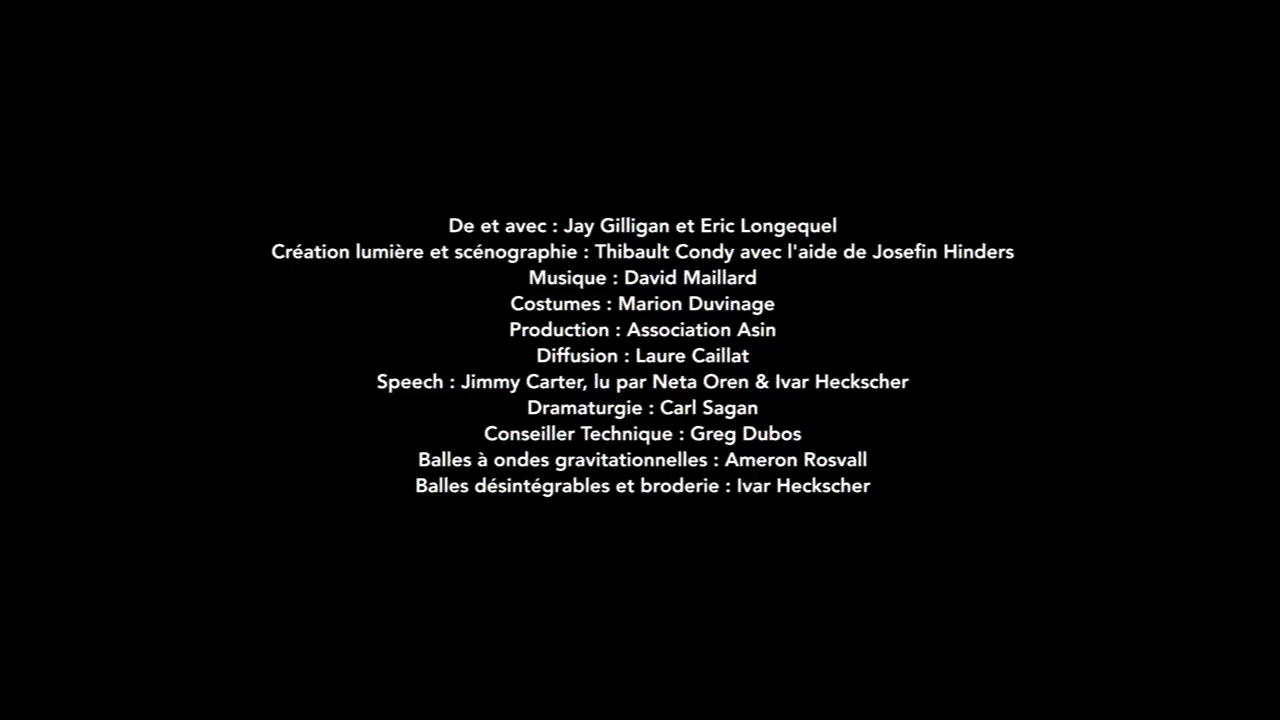 De et avec : Jay Gilligan et Eric Longequel
Création lumière et scénographie : Thibault Condy avec l'aide de Josefin Hinders
Musique : David Maillard
Costumes : Marion Duvinage
Production : Association Asin
Diffusion : Laure Caillat
Speech : Jimmy Carter, lu par Neta Oren & Ivar Heckscher
Dramaturgie : Carl Sagan
Conseiller Technique : Greg Dubos
Balles à ondes gravitationnelles : Ameron Rosvall
Balles désintégrables et broderie : Ivar Heckscher